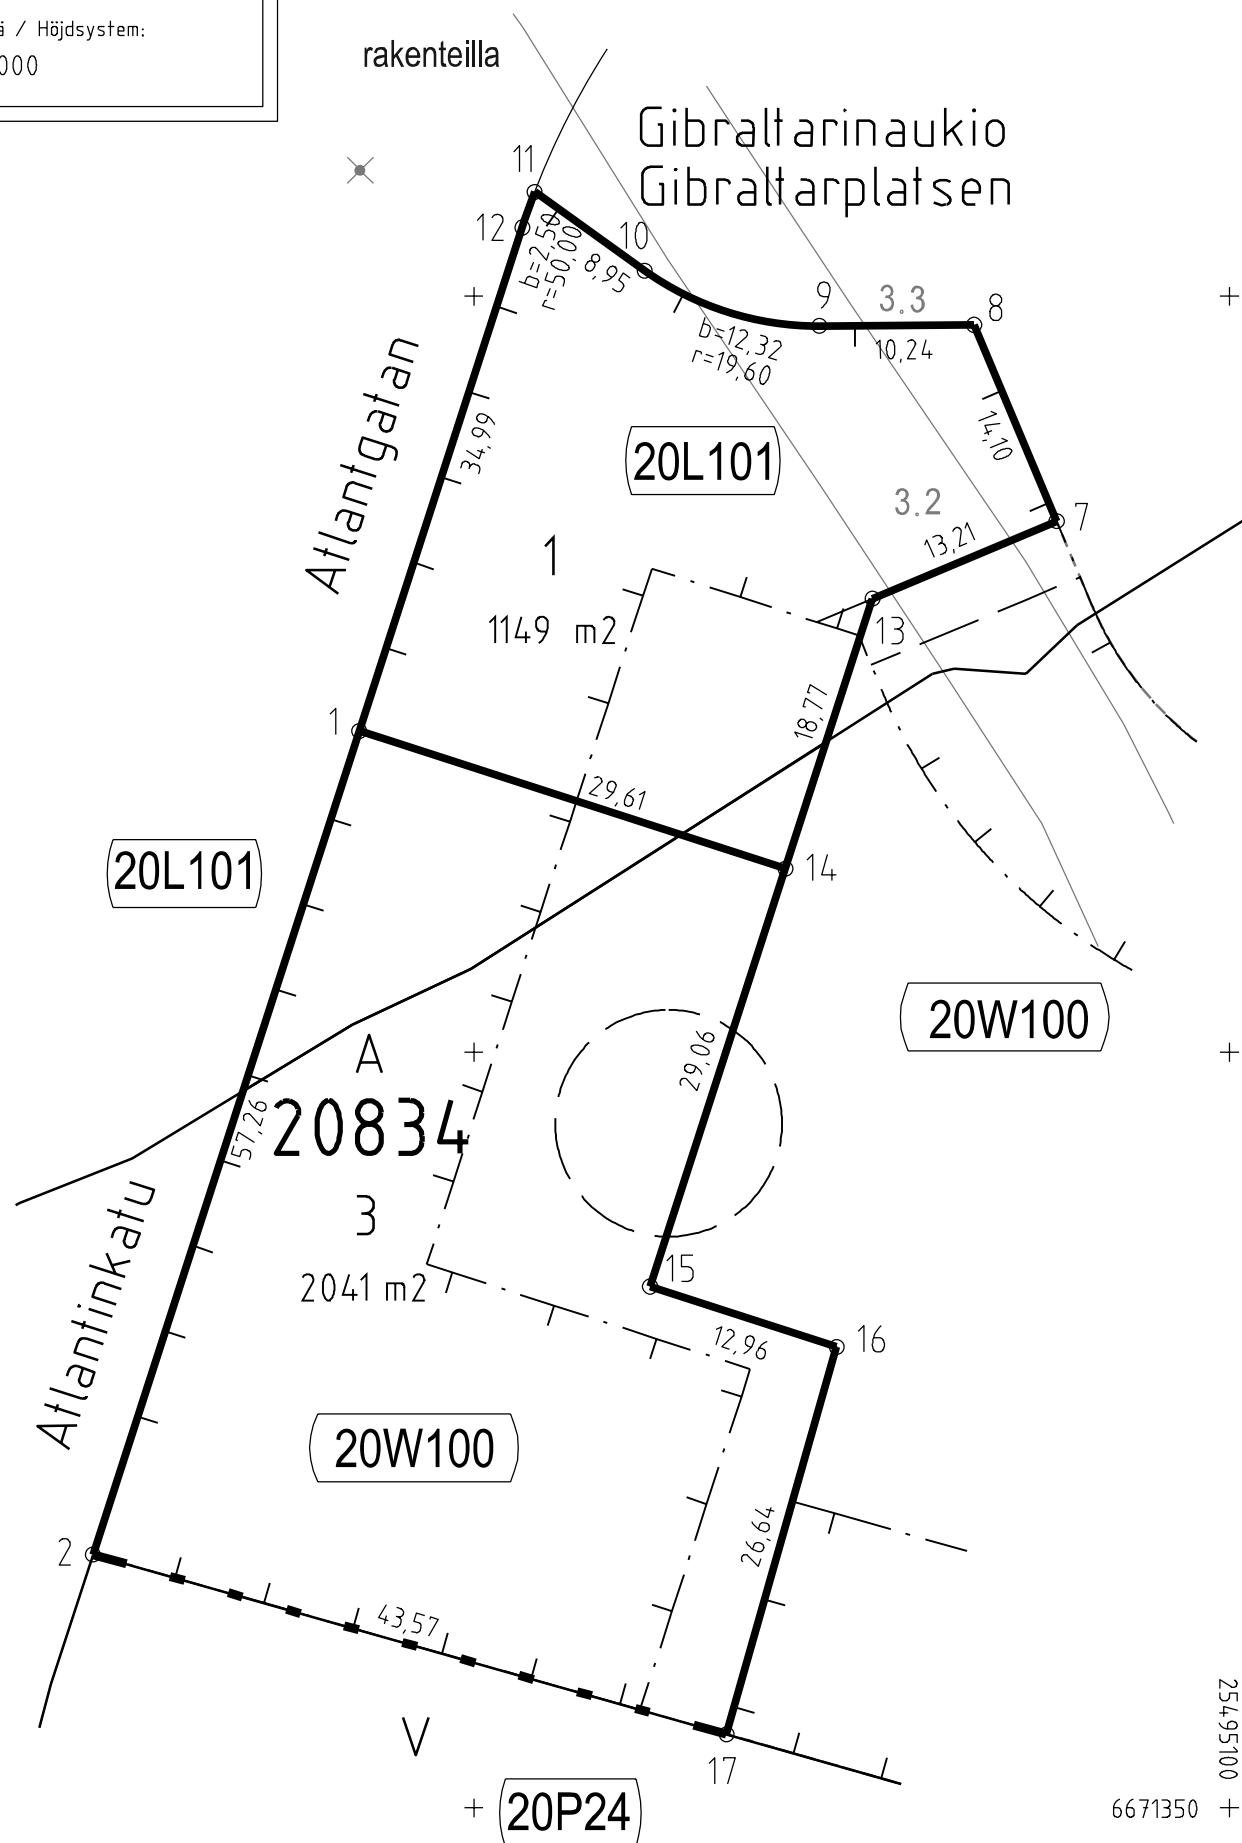 ä / Höjdsystem:
000
rakenteilla
Gibraltarinaukio
Gibraltarplatsen
11
12
b=2,50
r=50,00
8,95
10
9
3.3
8
b=12,32
r=19,60
10,24
14,10
Atlantgatan
34,99
20L101
3.2
7
13,21
1
1149 m2
13
18,77
1
29,61
14
20L101
20W100
A
29,06
20834
57,26
3
2041 m2
15
Atlantinkatu
12,96
16
20W100
26,64
2
43,57
V
17
25495100
20P24
6671350